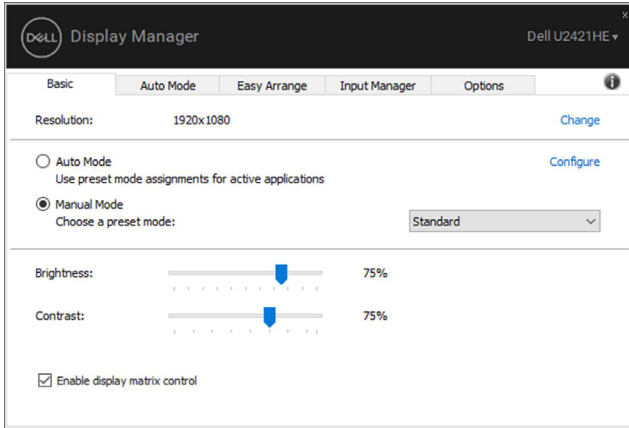 DELL Display Manager
x
Dell U2421HE
Basic Auto Mode Easy Arrange Input Manager Options i
Resolution: 1920x1080 Change
Auto Mode Configure
Use preset mode assignments for active applications
Manual Mode
Choose a preset mode: Standard
Brightness: 75%
Contrast: 75%
Enable display matrix control